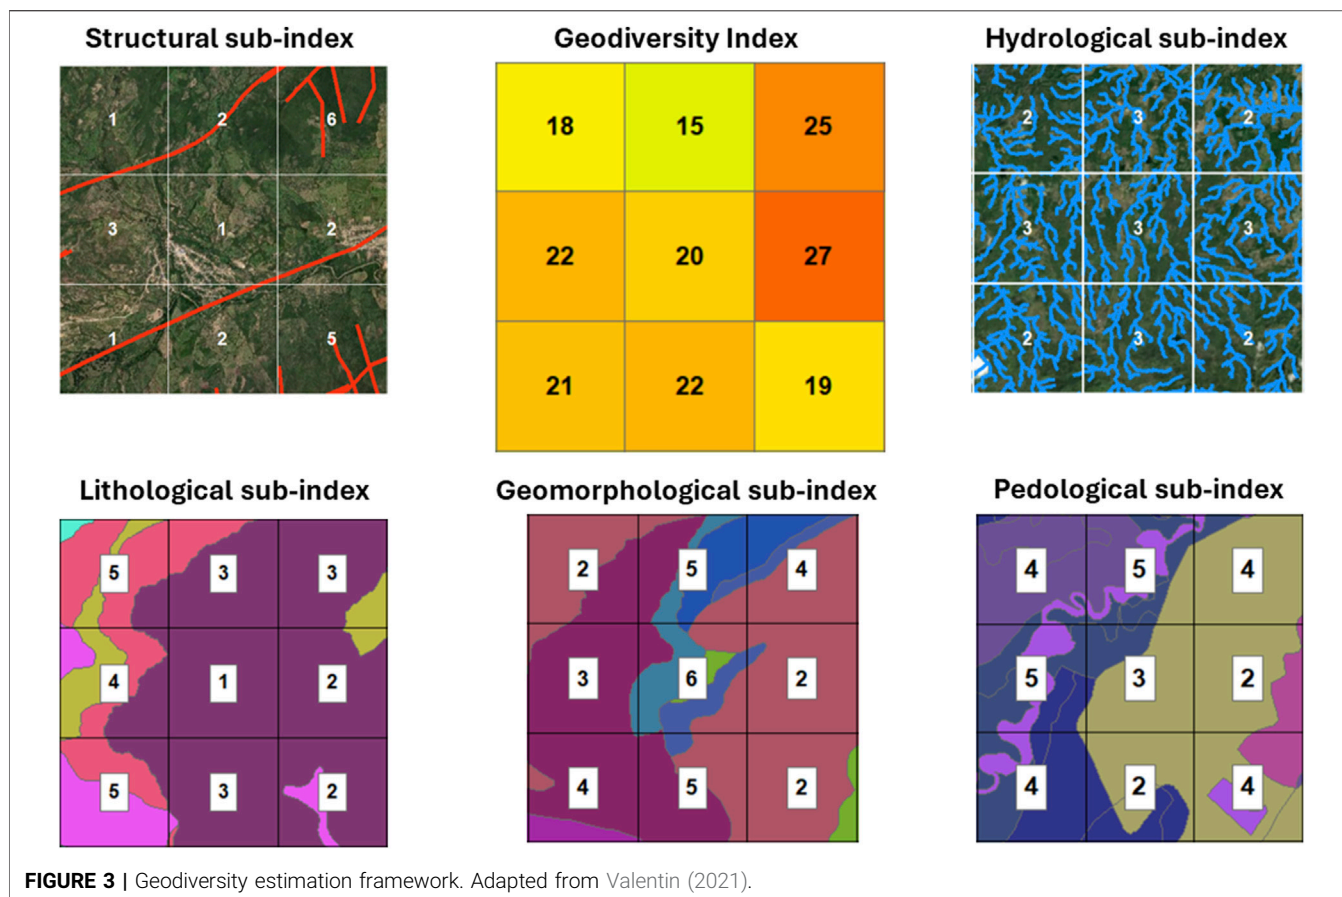 Structural sub-index
Geodiversity Index
Hydrological sub-index
1 2 6
3 1 2
1 2 5
18 15 25
22 20 27
21 22 19
2 3 2
3 3 3
2 3 2
Lithological sub-index
Geomorphological sub-index
Pedological sub-index
5 3 3
4 1 2
5 3 2
2 5 4
3 6 2
4 5 2
4 5 4
5 3 2
4 2 4
FIGURE 3 | Geodiversity estimation framework. Adapted from Valentin (2021).